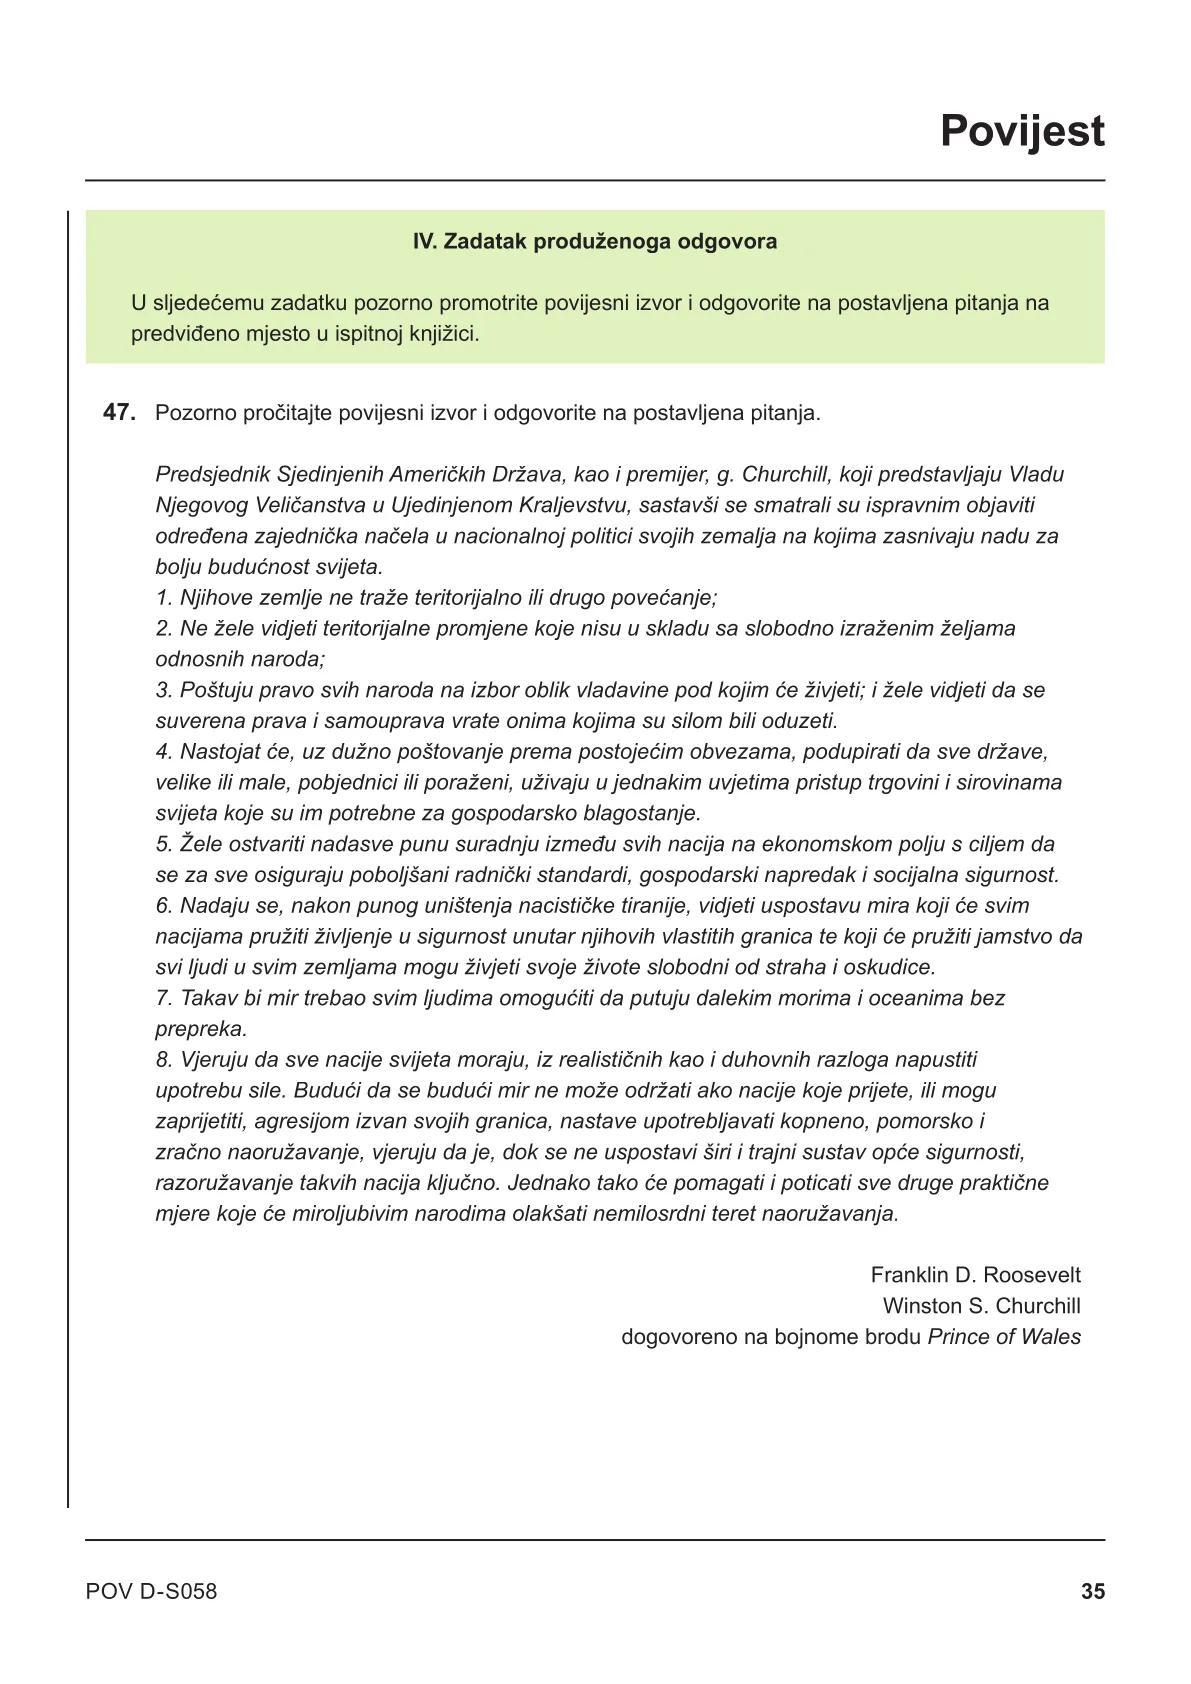 Povijest
IV. Zadatak produženoga odgovora
U sljedećemu zadatku pozorno promotrite povijesni izvor i odgovorite na postavljena pitanja na
predviđeno mjesto u ispitnoj knjižici.
47. Pozorno pročitajte povijesni izvor i odgovorite na postavljena pitanja.
Predsjednik Sjedinjenih Američkih Država, kao i premijer, g. Churchill, koji predstavljaju Vladu
Njegovog Veličanstva u Ujedinjenom Kraljevstvu, sastavši se smatrali su ispravnim objaviti
određena zajednička načela u nacionalnoj politici svojih zemalja na kojima zasnivaju nadu za
bolju budućnost svijeta.
1. Njihove zemlje ne traže teritorijalno ili drugo povećanje;
2. Ne žele vidjeti teritorijalne promjene koje nisu u skladu sa slobodno izraženim željama
odnosnih naroda;
3. Poštuju pravo svih naroda na izbor oblik vladavine pod kojim će živjeti; i žele vidjeti da se
suverena prava i samouprava vrate onima kojima su silom bili oduzeti.
4. Nastojat će, uz dužno poštovanje prema postojećim obvezama, podupirati da sve države,
velike ili male, pobjednici ili poraženi, uživaju u jednakim uvjetima pristup trgovini i sirovinama
svijeta koje su im potrebne za gospodarsko blagostanje.
5. Žele ostvariti nadasve punu suradnju između svih nacija na ekonomskom polju s ciljem da
se za sve osiguraju poboljšani radnički standardi, gospodarski napredak i socijalna sigurnost.
6. Nadaju se, nakon punog uništenja nacističke tiranije, vidjeti uspostavu mira koji će svim
nacijama pružiti življenje u sigurnost unutar njihovih vlastitih granica te koji će pružiti jamstvo da
svi ljudi u svim zemljama mogu živjeti svoje živote slobodni od straha i oskudice.
7. Takav bi mir trebao svim ljudima omogućiti da putuju dalekim morima i oceanima bez
prepreka.
8. Vjeruju da sve nacije svijeta moraju, iz realističnih kao i duhovnih razloga napustiti
upotrebu sile. Budući da se budući mir ne može održati ako nacije koje prijete, ili mogu
zaprijetiti, agresijom izvan svojih granica, nastave upotrebljavati kopneno, pomorsko i
zračno naoružavanje, vjeruju da je, dok se ne uspostavi širi i trajni sustav opće sigurnosti,
razoružavanje takvih nacija ključno. Jednako tako će pomagati i poticati sve druge praktične
mjere koje će miroljubivim narodima olakšati nemilosrdni teret naoružavanja.
Franklin D. Roosevelt
Winston S. Churchill
dogovoreno na bojnome brodu Prince of Wales
POV D-S058
35